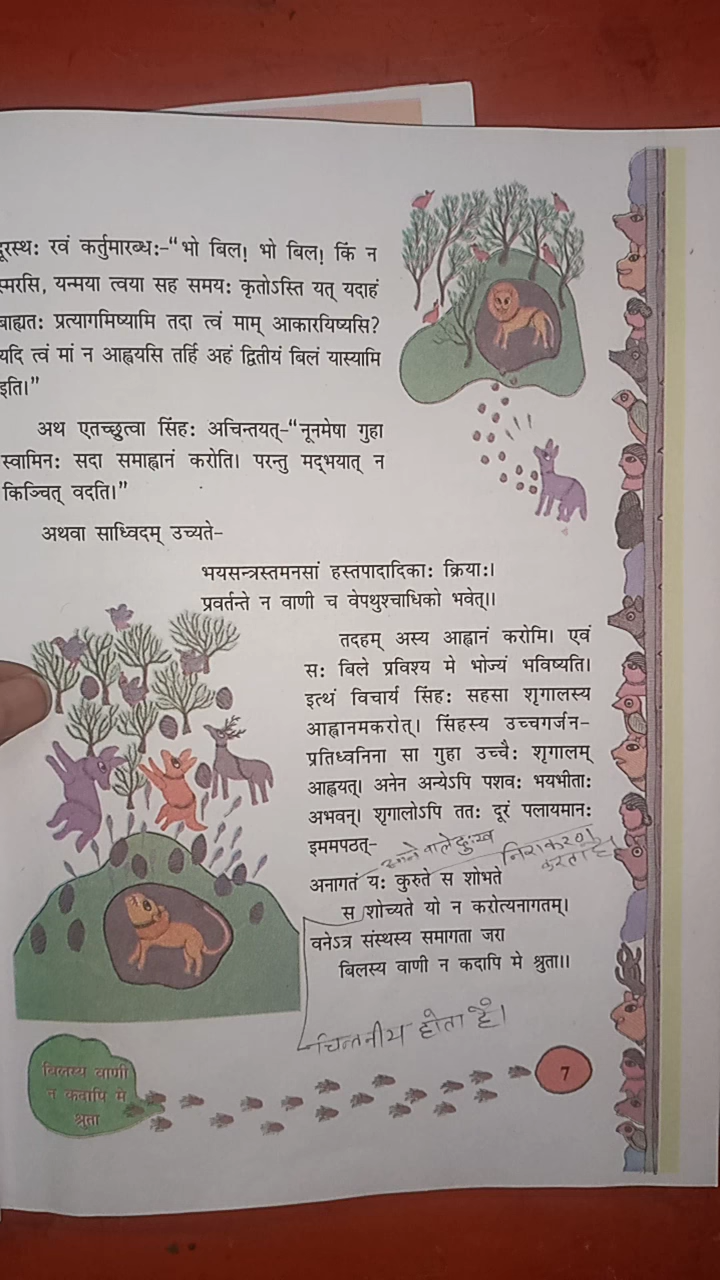 दूरस्थः रवं कर्तुमारब्धः-“भो बिल! भो बिल! किं न
स्मरसि, यन्मया त्वया सह समयः कृतोऽस्ति यत् यदाहं
बाह्यतः प्रत्यागमिष्यामि तदा त्वं माम् आकारयिष्यसि?
यदि त्वं मां न आह्वयसि तर्हि अहं द्वितीयं बिलं यास्यामि
इति।”
अथ एतच्छ्रुत्वा सिंहः अचिन्तयत्-“नूनमेषा गुहा
स्वामिनः सदा समाह्वानं करोति। परन्तु मद्भयात् न
किञ्चित् वदति।”
अथवा साध्विदम् उच्यते-
भयसन्त्रस्तमनसां हस्तपादादिकाः क्रियाः।
प्रवर्तन्ते न वाणी च वेपथुश्चाधिको भवेत्।।
तदहम् अस्य आह्वानं करोमि। एवं
सः बिले प्रविश्य मे भोज्यं भविष्यति।
इत्थं विचार्य सिंहः सहसा शृगालस्य
आह्वानमकरोत्। सिंहस्य उच्चगर्जन-
प्रतिध्वनिना सा गुहा उच्चैः शृगालम्
आह्वयत्। अनेन अन्येऽपि पशवः भयभीताः
अभवन्। शृगालोऽपि ततः दूरं पलायमानः
इममपठत्-
वाले दुःख निराकरण
करता है
अनागतं यः कुरुते स शोभते
स शोच्यते यो न करोत्यनागतम्।
वनेऽत्र संस्थस्य समागता जरा
बिलस्य वाणी न कदापि मे श्रुता।।
चिन्तनीय होता है।
बिलस्य वाणी
न कदापि मे
श्रुता
7